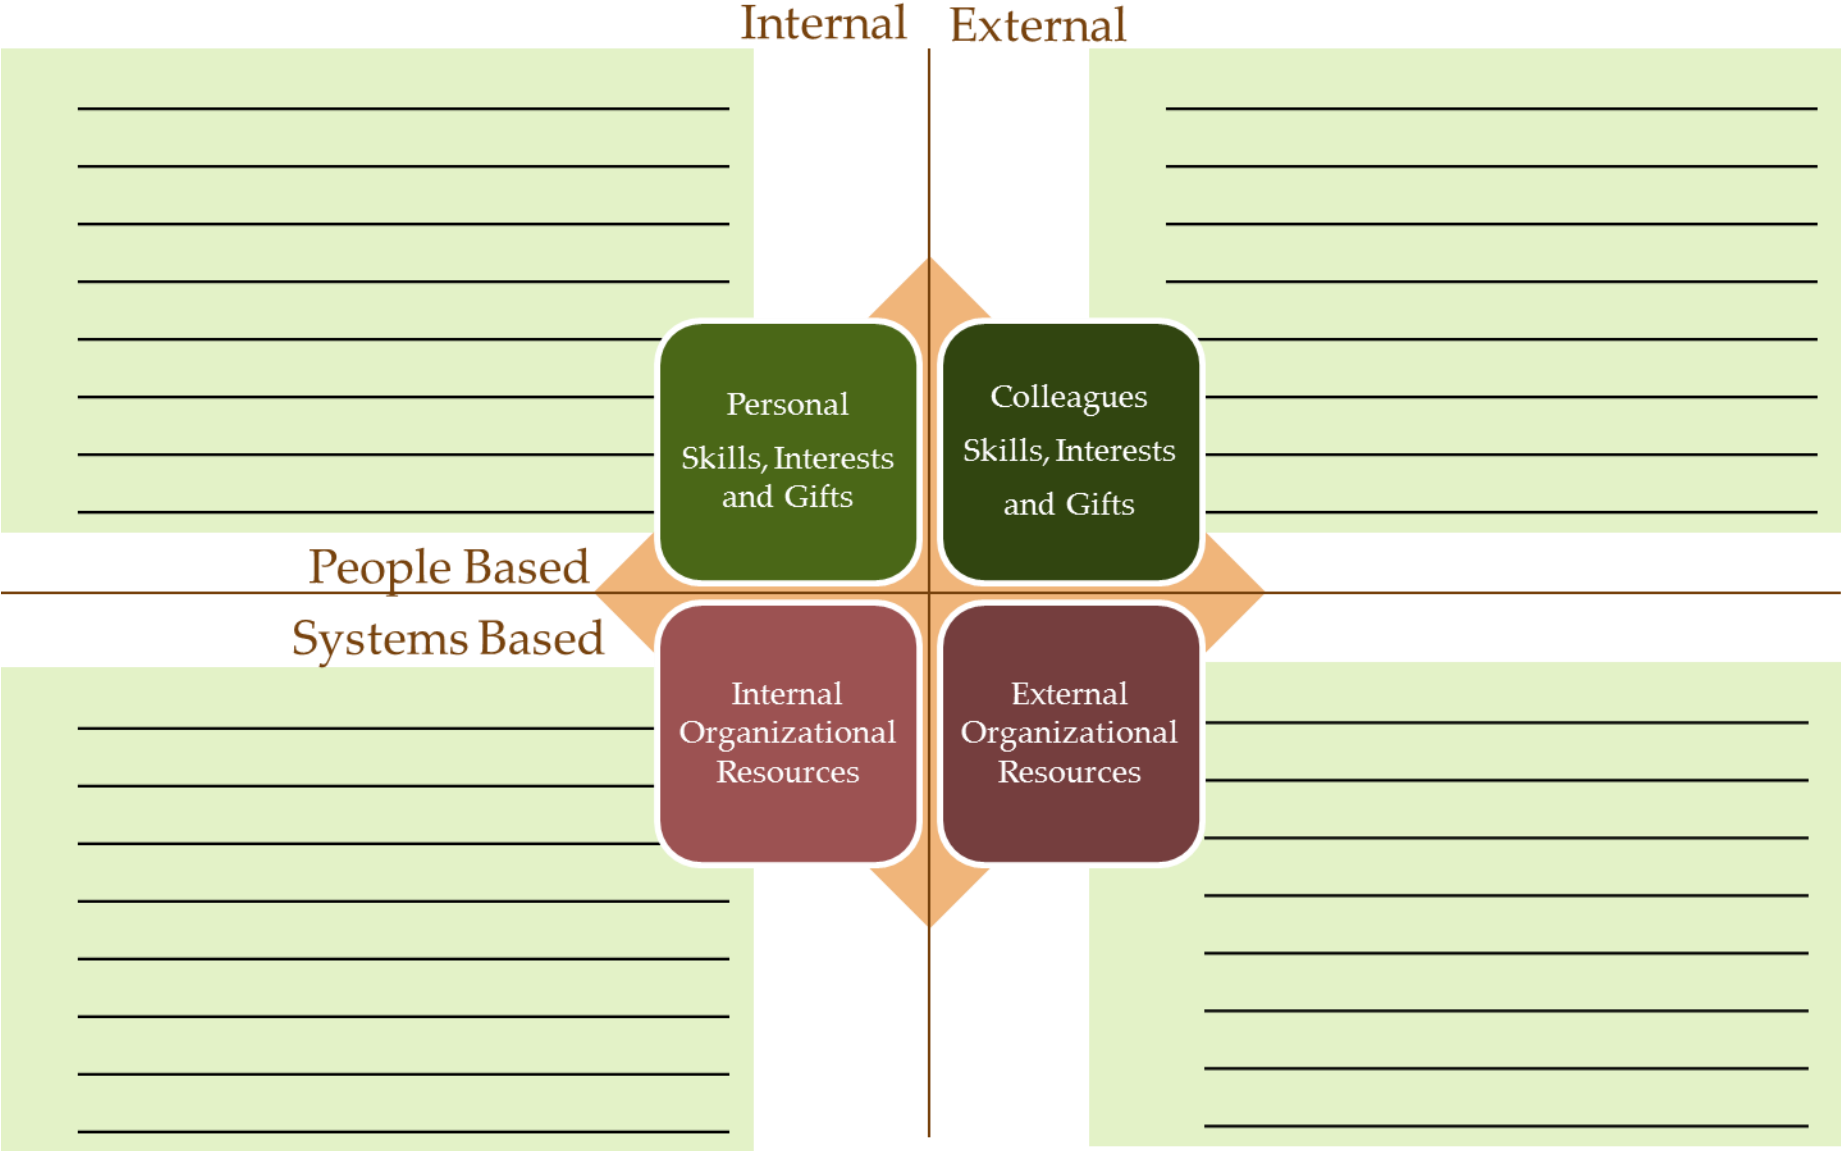 Internal
External
Personal
Skills, Interests
and Gifts
Colleagues
Skills, Interests
and Gifts
People Based
Systems Based
Internal
Organizational
Resources
External
Organizational
Resources